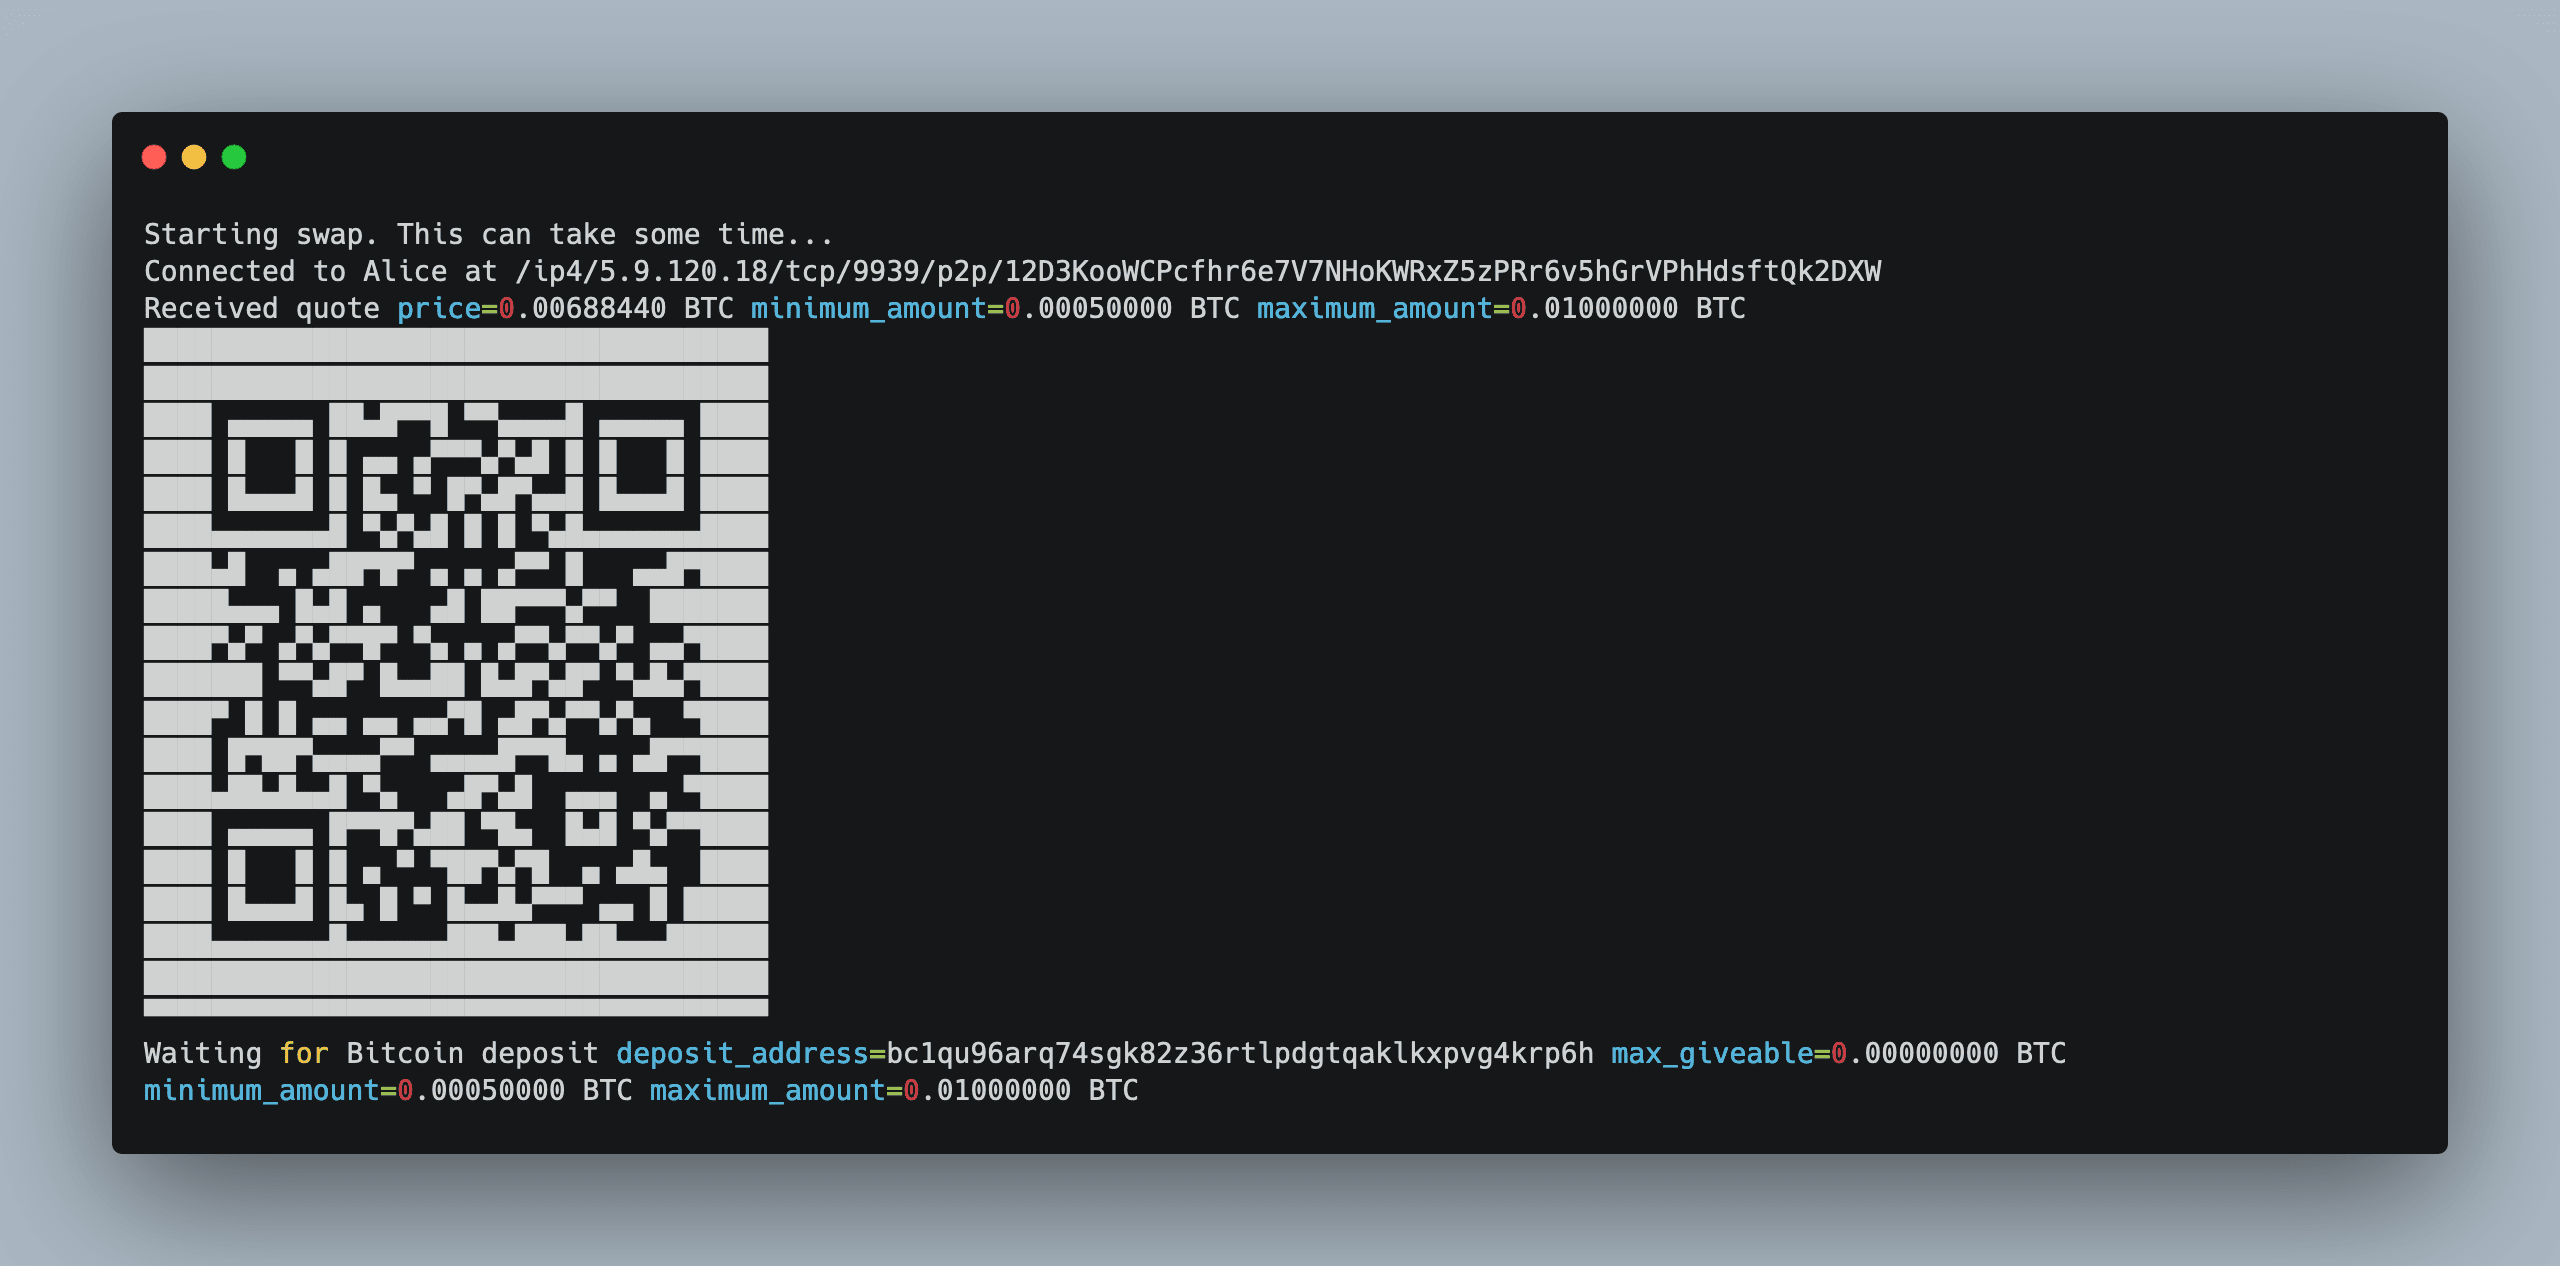 Starting swap. This can take some time...
Connected to Alice at /ip4/5.9.120.18/tcp/9939/p2p/12D3KooWCPcfhr6e7V7NHoKWRxZ5zPRr6v5hGrVPhHdsftQk2DXW
Received quote price=0.00688440 BTC minimum_amount=0.00050000 BTC maximum_amount=0.01000000 BTC
Waiting for Bitcoin deposit deposit_address=bc1qu96arq74sgk82z36rtlpdgtqaklkxpvg4krp6h max_giveable=0.00000000 BTC
minimum_amount=0.00050000 BTC maximum_amount=0.01000000 BTC